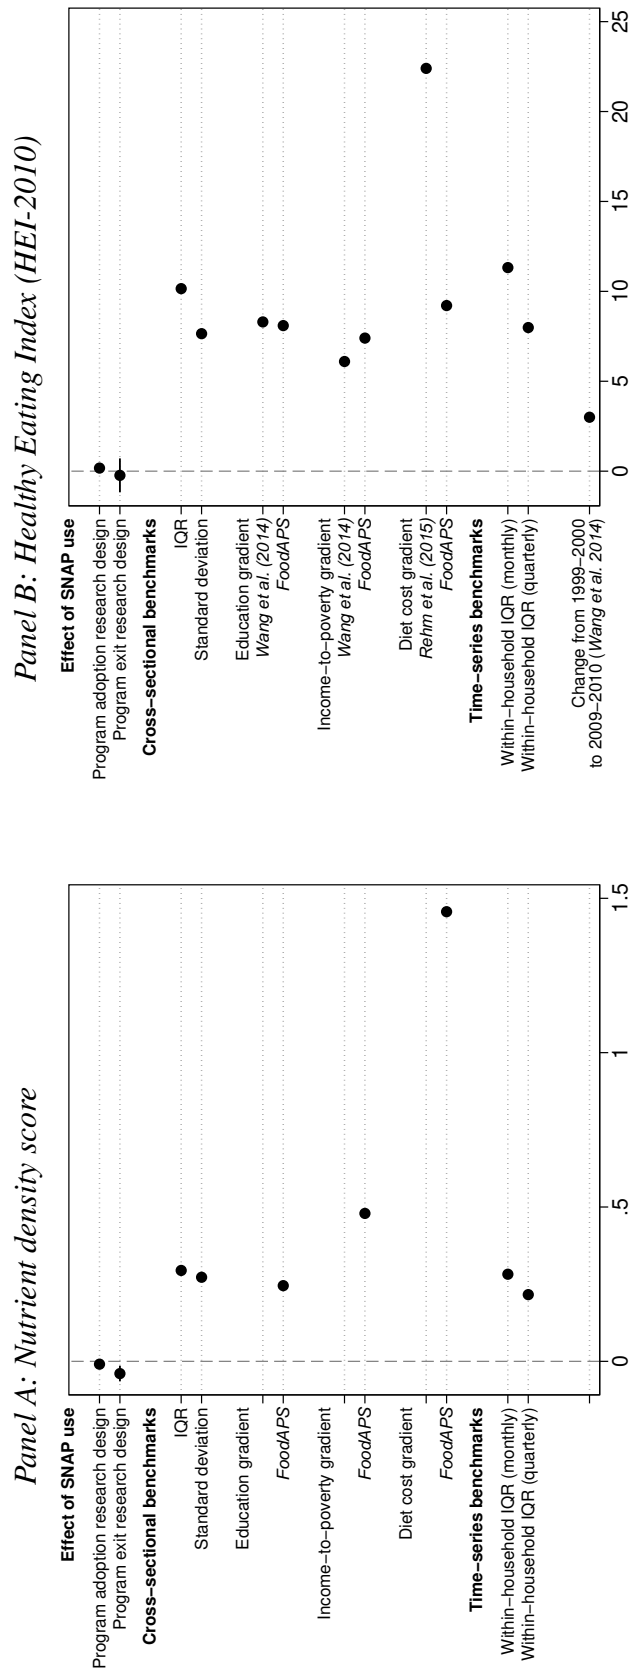 Panel A: Nutrient density score
Effect of SNAP use
Program adoption research design
Program exit research design
Cross−sectional benchmarks
IQR
Standard deviation
Education gradient
FoodAPS
Income−to−poverty gradient
FoodAPS
Diet cost gradient
FoodAPS
Time−series benchmarks
Within−household IQR (monthly)
Within−household IQR (quarterly)
0 .5 1 1.5
Panel B: Healthy Eating Index (HEI-2010)
Effect of SNAP use
Program adoption research design
Program exit research design
Cross−sectional benchmarks
IQR
Standard deviation
Education gradient
Wang et al. (2014)
FoodAPS
Income−to−poverty gradient
Wang et al. (2014)
FoodAPS
Diet cost gradient
Rehm et al. (2015)
FoodAPS
Time−series benchmarks
Within−household IQR (monthly)
Within−household IQR (quarterly)
Change from 1999−2000
to 2009−2010 (Wang et al. 2014)
0 5 10 15 20 25